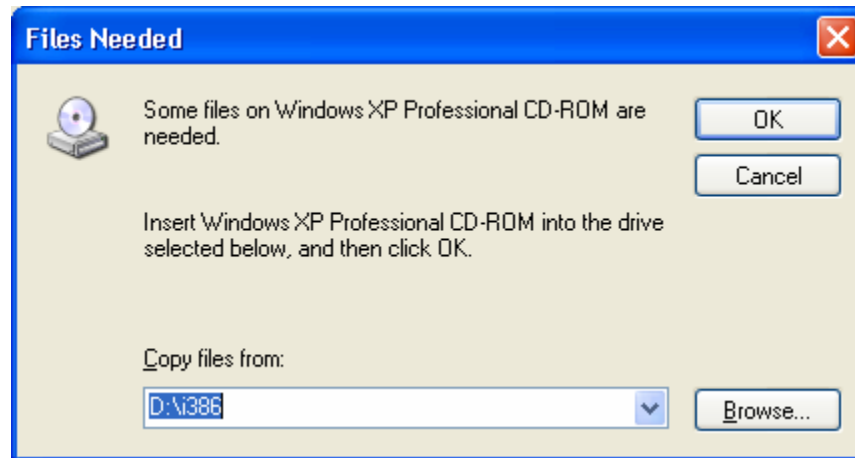 Files Needed
Some files on Windows XP Professional CD-ROM are
needed.
OK
Cancel
Insert Windows XP Professional CD-ROM into the drive
selected below, and then click OK.
Copy files from:
D:\i386
Browse...